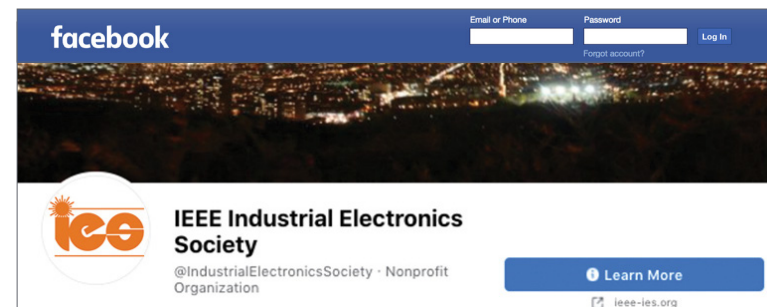 facebook
Email or Phone
Password
Log In
Forgot account?
ies
IEEE Industrial Electronics
Society
@IndustrialElectronicsSociety · Nonprofit
Organization
Learn More
ieee-ies.org